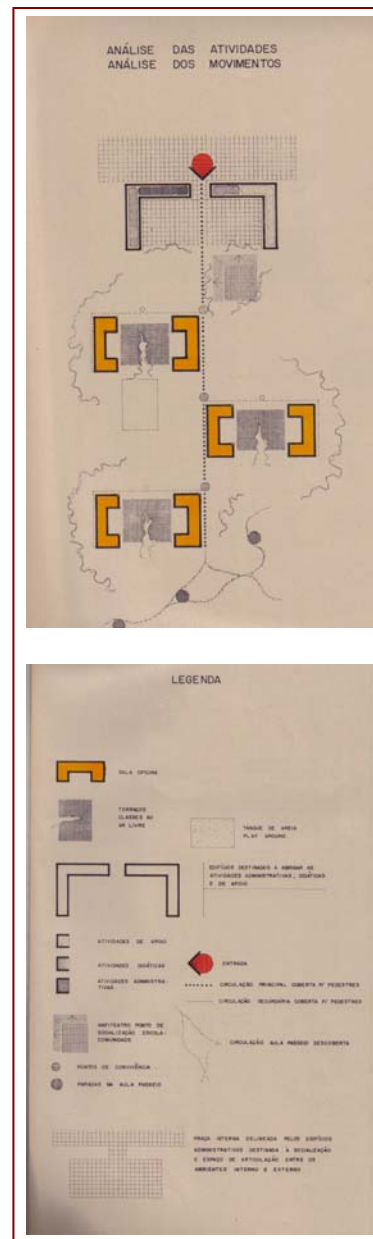 ANÁLISE DAS ATIVIDADES
ANÁLISE DOS MOVIMENTOS
LEGENDA
SALA OFICINA
TERRAÇOS
CLASSES AO
AR LIVRE
TANQUE DE AREIA
PLAY GROUND
EDIFÍCIOS DESTINADOS A ABRIGAR AS
ATIVIDADES ADMINISTRATIVAS, DIDÁTICAS
E DE APOIO
ATIVIDADES DE APOIO
ATIVIDADES DIDÁTICAS
ATIVIDADES ADMINISTRA-
TIVAS
ENTRADA
CIRCULAÇÃO PRINCIPAL COBERTA P/ PEDESTRES
CIRCULAÇÃO SECUNDÁRIA COBERTA P/ PEDESTRES
ANFITEATRO PONTO DE
SOCIALIZAÇÃO ESCOLA-
COMUNIDADE
CIRCULAÇÃO AULA PASSEIO DESCOBERTA
PONTOS DE CONVIVÊNCIA
PARADAS NA AULA PASSEIO
PRAÇA INTERNA DELINEADA PELOS EDIFÍCIOS
ADMINISTRATIVOS DESTINADA À SOCIALIZAÇÃO
E ESPAÇO DE ARTICULAÇÃO ENTRE OS
AMBIENTES INTERNO E EXTERNO